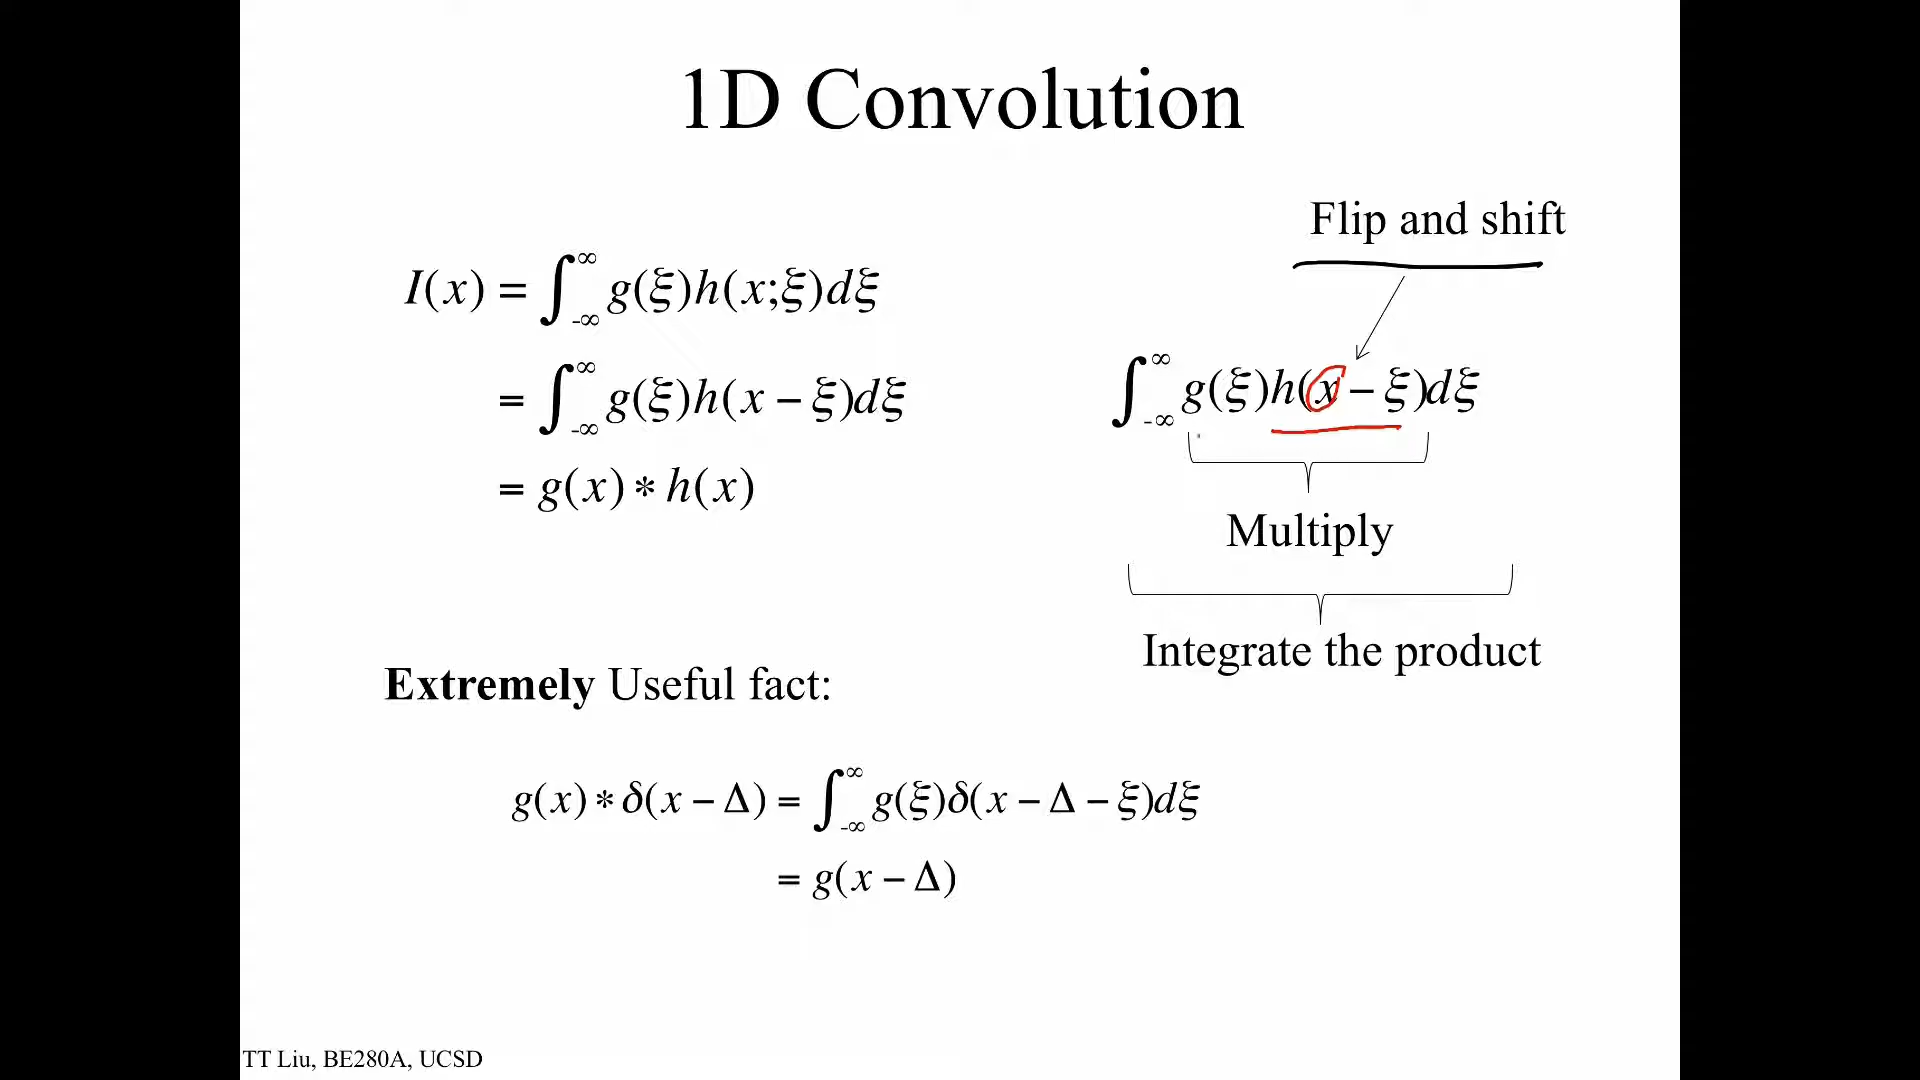 1D Convolution
Flip and shift
I(x) = ∫_{-∞}^{∞} g(ξ)h(x;ξ)dξ
= ∫_{-∞}^{∞} g(ξ)h(x − ξ)dξ
= g(x) ∗ h(x)
∫_{-∞}^{∞} g(ξ)h(x − ξ)dξ
Multiply
Integrate the product
Extremely Useful fact:
g(x) ∗ δ(x − Δ) = ∫_{-∞}^{∞} g(ξ)δ(x − Δ − ξ)dξ
= g(x − Δ)
TT Liu, BE280A, UCSD